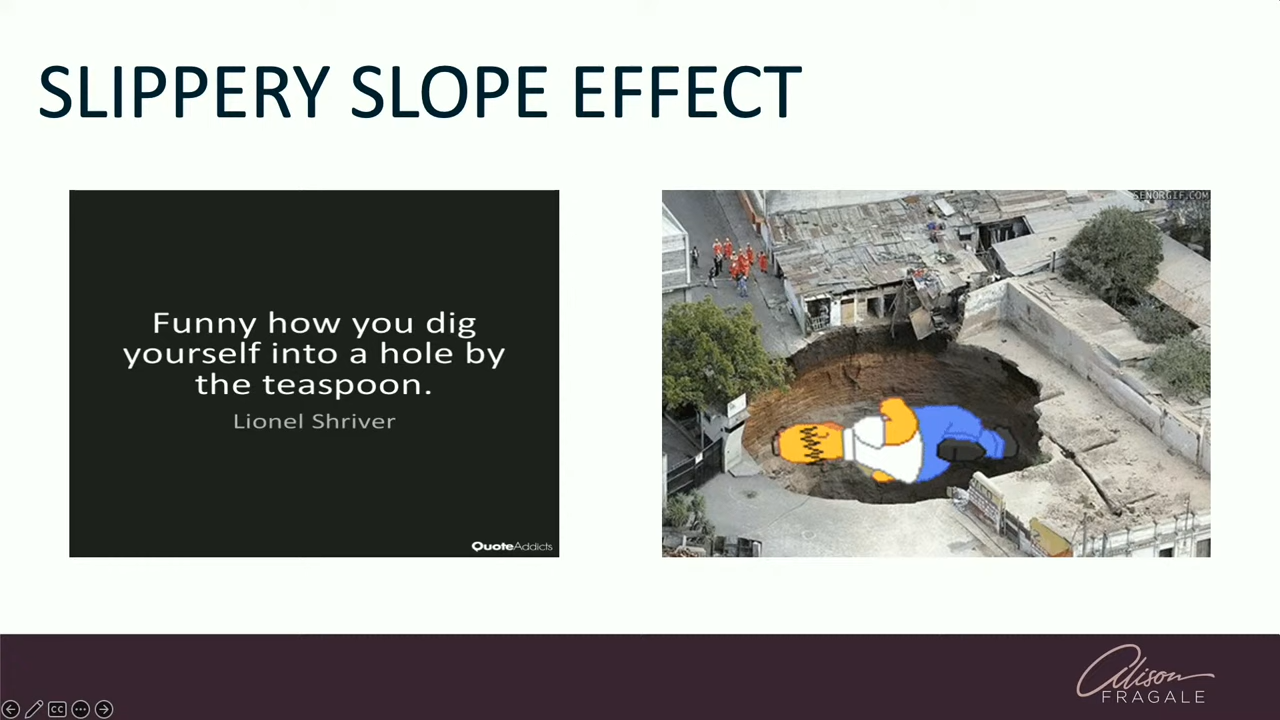 SLIPPERY SLOPE EFFECT
Funny how you dig
yourself into a hole by
the teaspoon.
Lionel Shriver
QuoteAddicts
SENORGIF.COM
Alison
FRAGALE
CC